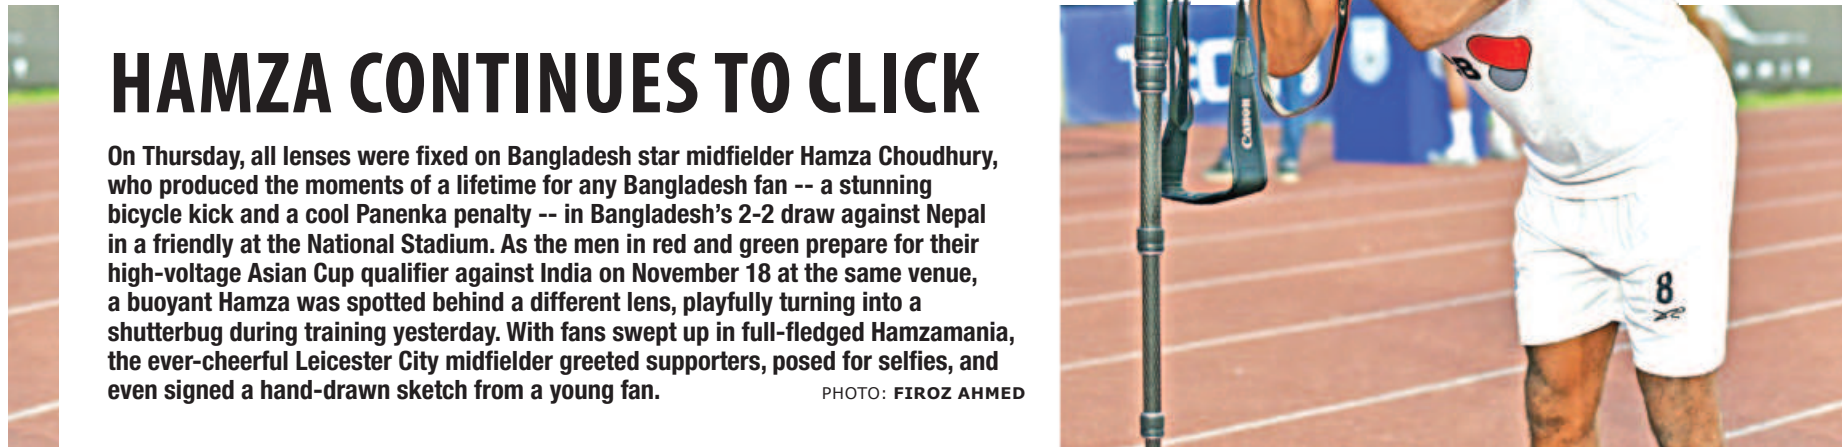 HAMZA CONTINUES TO CLICK
On Thursday, all lenses were fixed on Bangladesh star midfielder Hamza Choudhury,
who produced the moments of a lifetime for any Bangladesh fan -- a stunning
bicycle kick and a cool Panenka penalty -- in Bangladesh’s 2-2 draw against Nepal
in a friendly at the National Stadium. As the men in red and green prepare for their
high-voltage Asian Cup qualifier against India on November 18 at the same venue,
a buoyant Hamza was spotted behind a different lens, playfully turning into a
shutterbug during training yesterday. With fans swept up in full-fledged Hamzamania,
the ever-cheerful Leicester City midfielder greeted supporters, posed for selfies, and
even signed a hand-drawn sketch from a young fan.
PHOTO: FIROZ AHMED
Canon
8
8